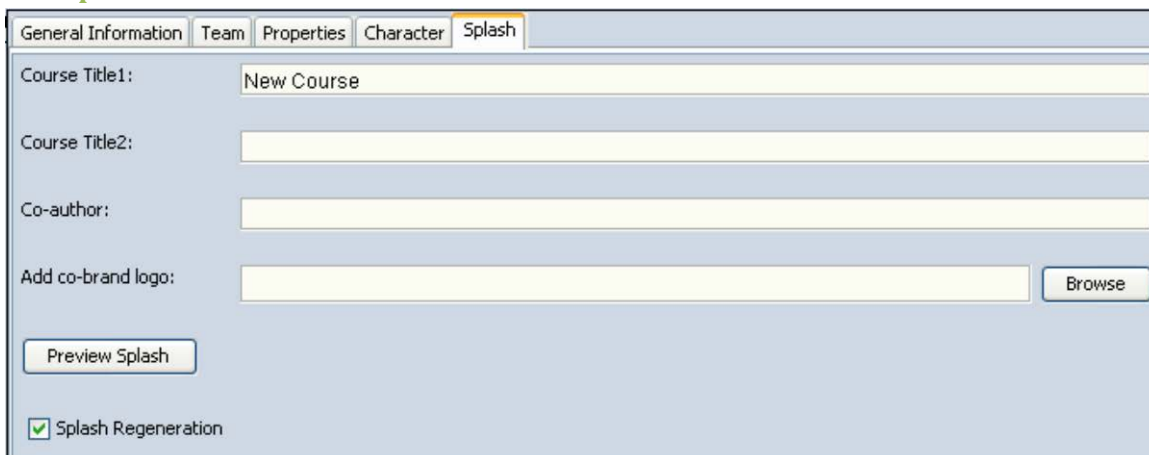 General Information Team Properties Character Splash
Course Title1: New Course
Course Title2:
Co-author:
Add co-brand logo: Browse
Preview Splash
Splash Regeneration